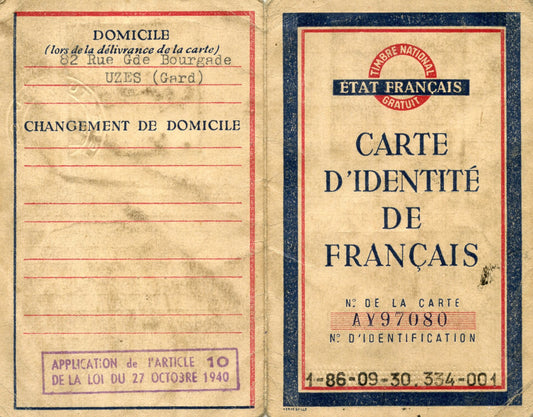 DOMICILE
(lors de la délivrance de la carte)
82 Rue Gde Bourgade
UZES (Gard)
CHANGEMENT DE DOMICILE
APPLICATION de l'ARTICLE 10
DE LA LOI DU 27 OCTOBRE 1940
TIMBRE NATIONAL
ÉTAT FRANÇAIS
GRATUIT
CARTE
D'IDENTITÉ
DE
FRANÇAIS
No DE LA CARTE
AY97080
No D'IDENTIFICATION
1-86-09-30.334-001